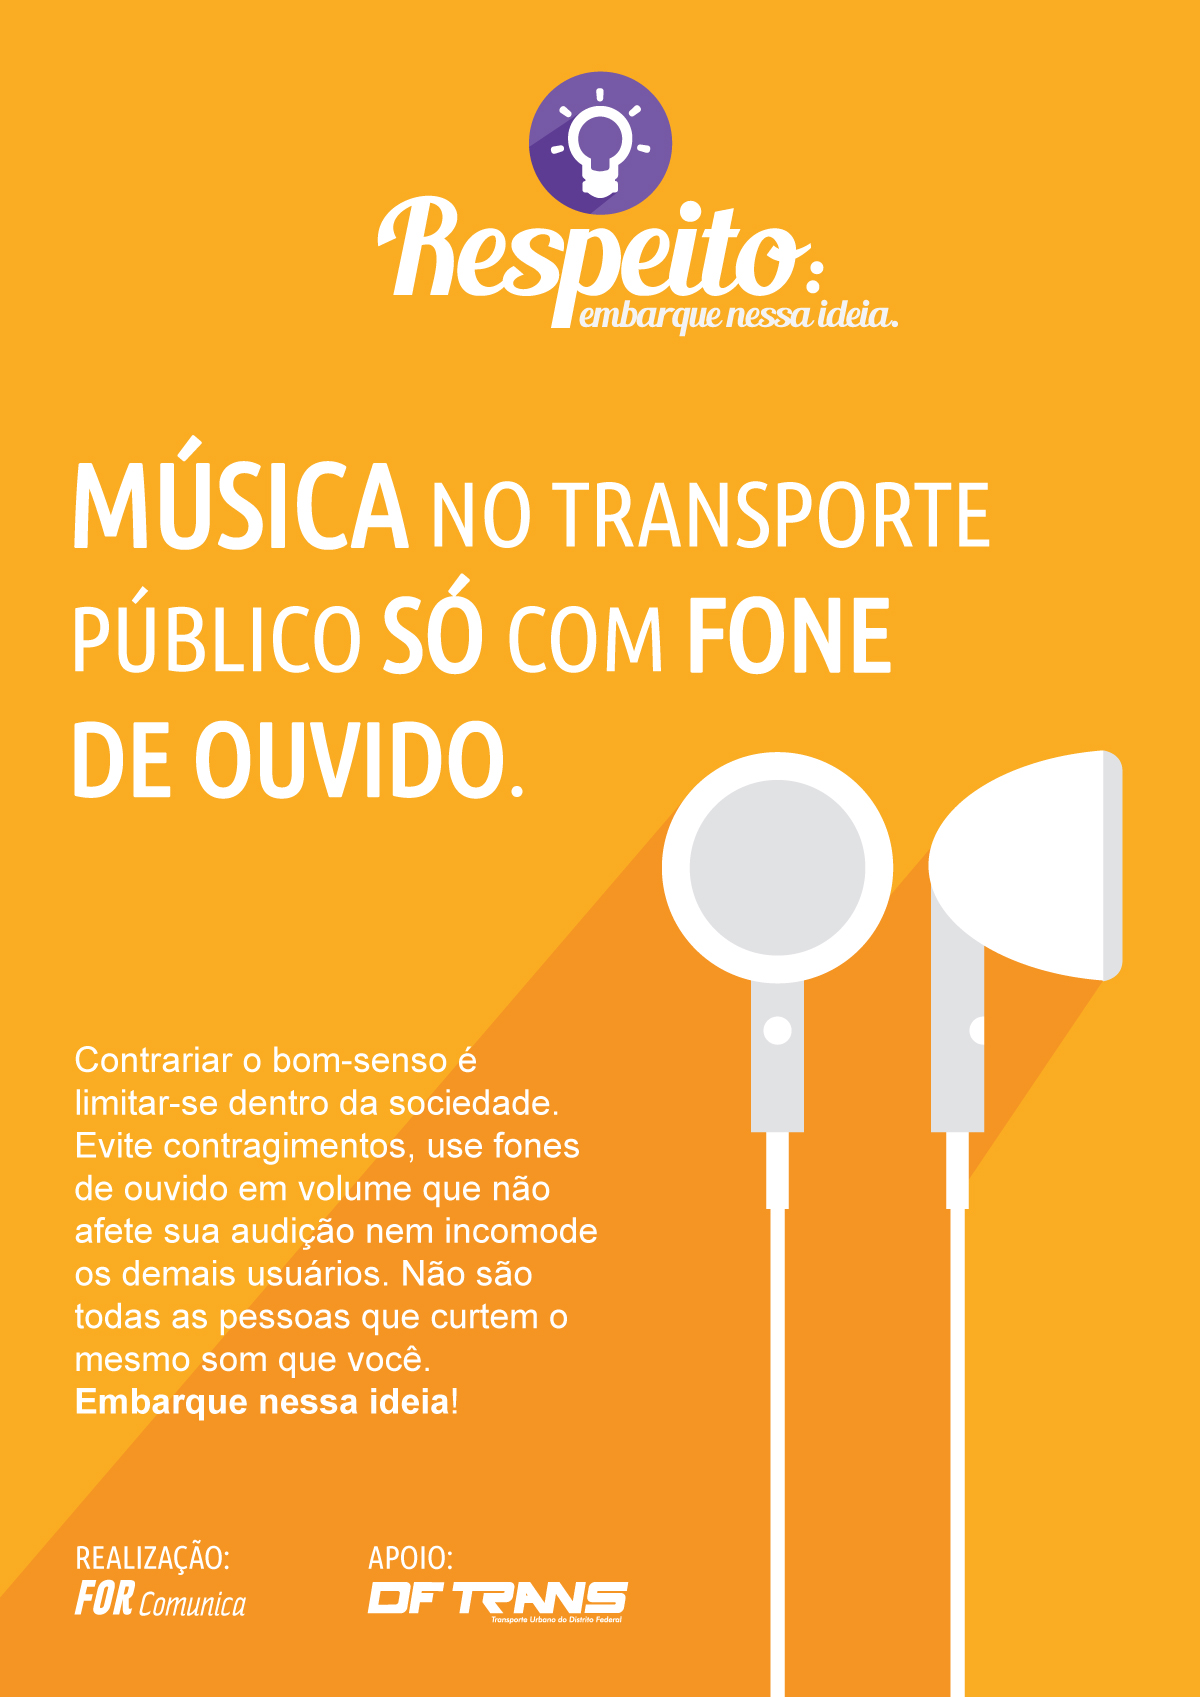 Respeito:
embarque nessa ideia.
MÚSICA NO TRANSPORTE
PÚBLICO SÓ COM FONE
DE OUVIDO.
Contrariar o bom-senso é
limitar-se dentro da sociedade.
Evite contragimentos, use fones
de ouvido em volume que não
afete sua audição nem incomode
os demais usuários. Não são
todas as pessoas que curtem o
mesmo som que você.
Embarque nessa ideia!
REALIZAÇÃO:
FOR Comunica
APOIO:
DFTRANS
Transporte Urbano do Distrito Federal